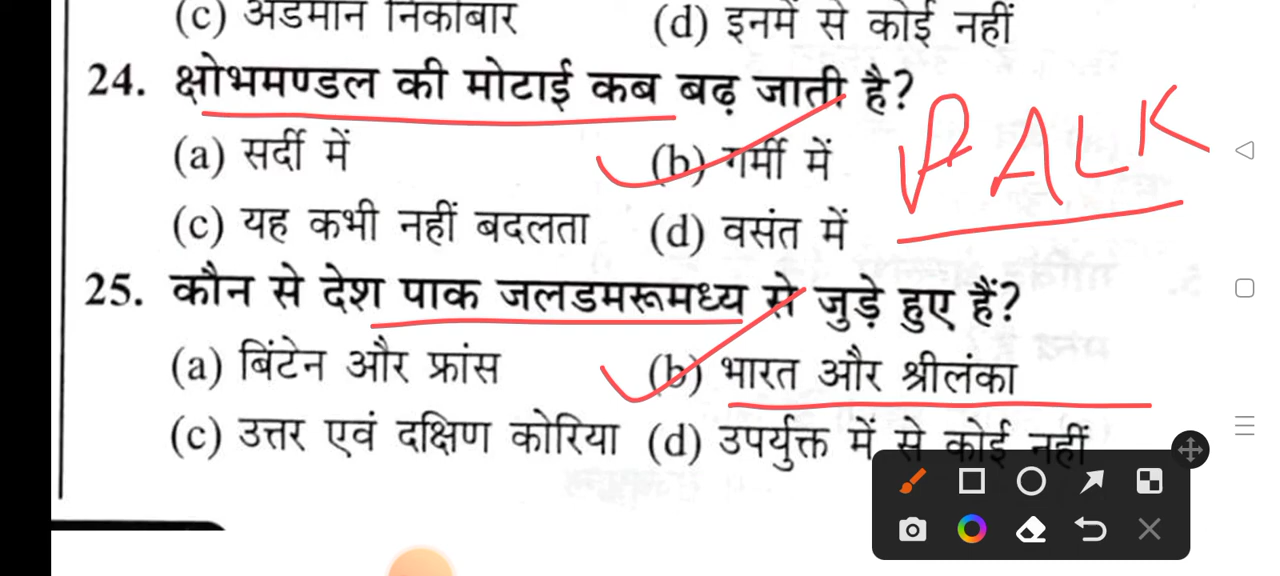 (c) अंडमान निकोबार (d) इनमें से कोई नहीं
24. क्षोभमण्डल की मोटाई कब बढ़ जाती है?
(a) सर्दी में (b) गर्मी में
(c) यह कभी नहीं बदलता (d) वसंत में
PALK
25. कौन से देश पाक जलडमरूमध्य से जुड़े हुए हैं?
(a) बिंटेन और फ्रांस (b) भारत और श्रीलंका
(c) उत्तर एवं दक्षिण कोरिया (d) उपर्युक्त में से कोई नहीं